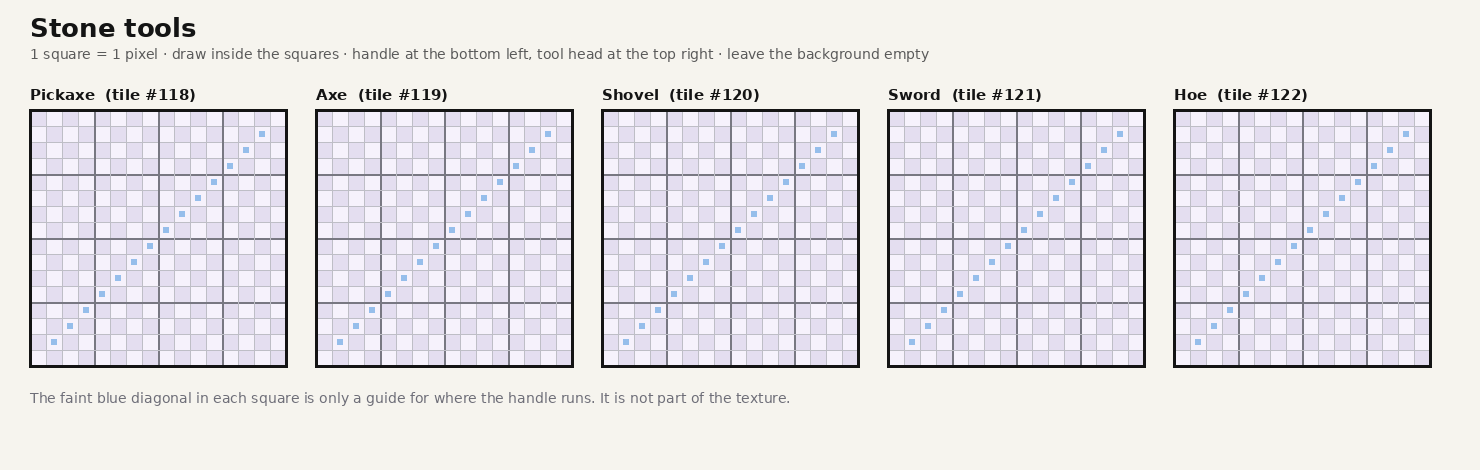 Stone tools
1 square = 1 pixel · draw inside the squares · handle at the bottom left, tool head at the top right · leave the background empty
Pickaxe (tile #118)
Axe (tile #119)
Shovel (tile #120)
Sword (tile #121)
Hoe (tile #122)
The faint blue diagonal in each square is only a guide for where the handle runs. It is not part of the texture.